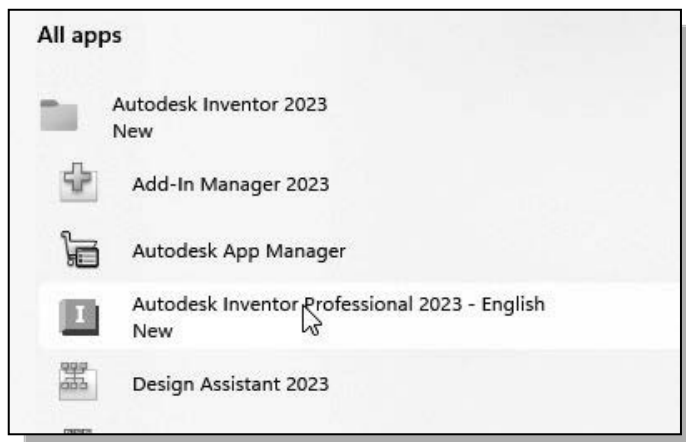 All apps
Autodesk Inventor 2023
New
Add-In Manager 2023
Autodesk App Manager
I
Autodesk Inventor Professional 2023 - English
New
Design Assistant 2023